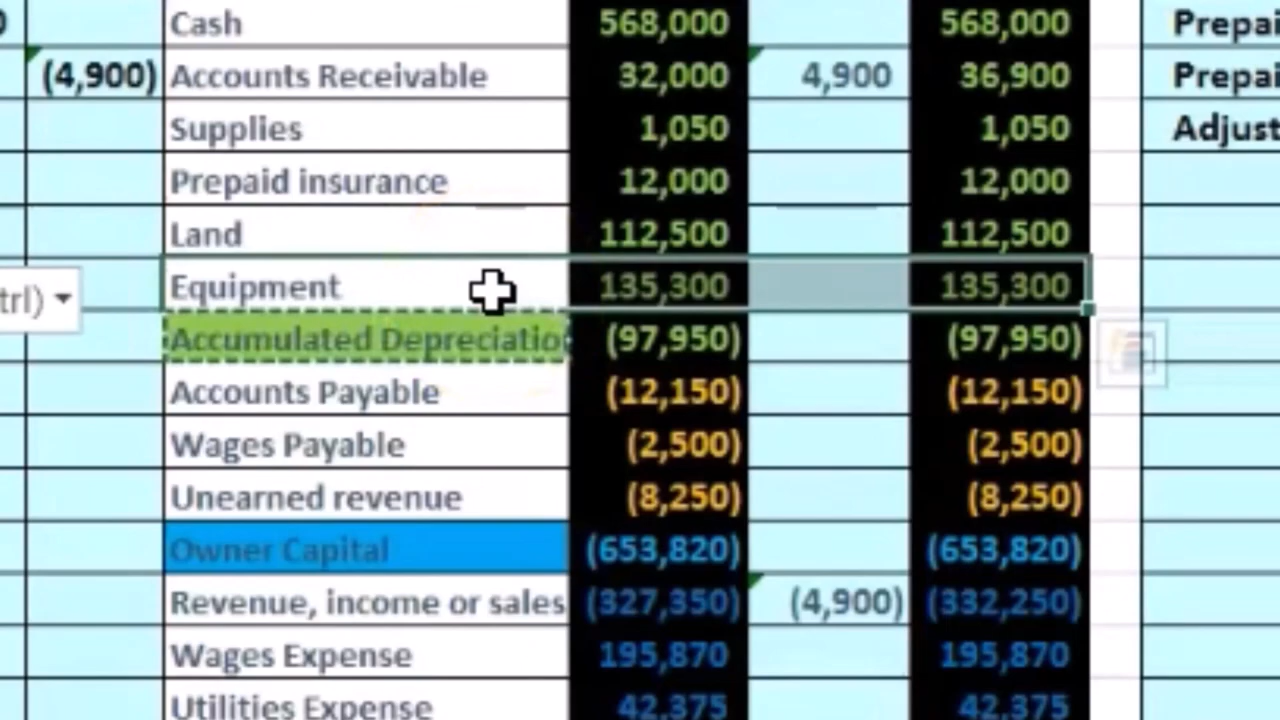 Cash 568,000 568,000 Prepai
(4,900) Accounts Receivable 32,000 4,900 36,900 Prepai
Supplies 1,050 1,050 Adjust
Prepaid insurance 12,000 12,000
Land 112,500 112,500
trl) Equipment 135,300 135,300
Accumulated Depreciatio (97,950) (97,950)
Accounts Payable (12,150) (12,150)
Wages Payable (2,500) (2,500)
Unearned revenue (8,250) (8,250)
Owner Capital (653,820) (653,820)
Revenue, income or sales (327,350) (4,900) (332,250)
Wages Expense 195,870 195,870
Utilities Expense 42,375 42,375